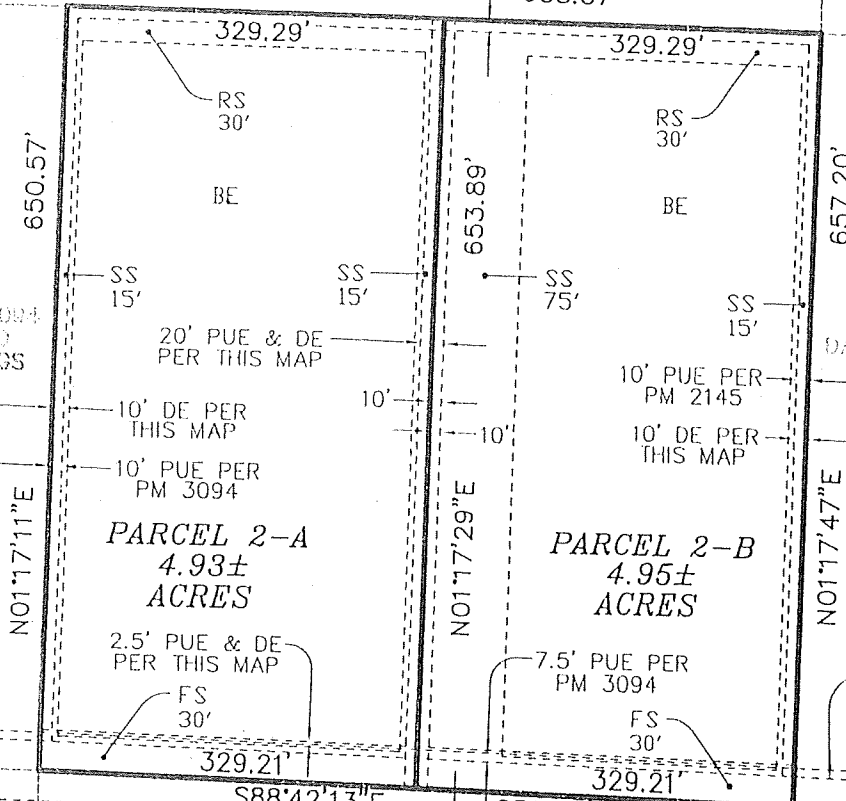 329.29'
329.29'
RS
30'
RS
30'
650.57'
BE
653.89'
BE
657.20'
SS
15'
SS
15'
SS
75'
SS
15'
20' PUE & DE
PER THIS MAP
10' PUE PER
PM 2145
10' DE PER
THIS MAP
10'
10'
10' DE PER
THIS MAP
10' PUE PER
PM 3094
N01°17'11"E
N01°17'29"E
N01°17'47"E
PARCEL 2-A
4.93±
ACRES
PARCEL 2-B
4.95±
ACRES
2.5' PUE & DE
PER THIS MAP
7.5' PUE PER
PM 3094
FS
30'
FS
30'
329.21'
329.21'
S88°42'13"E